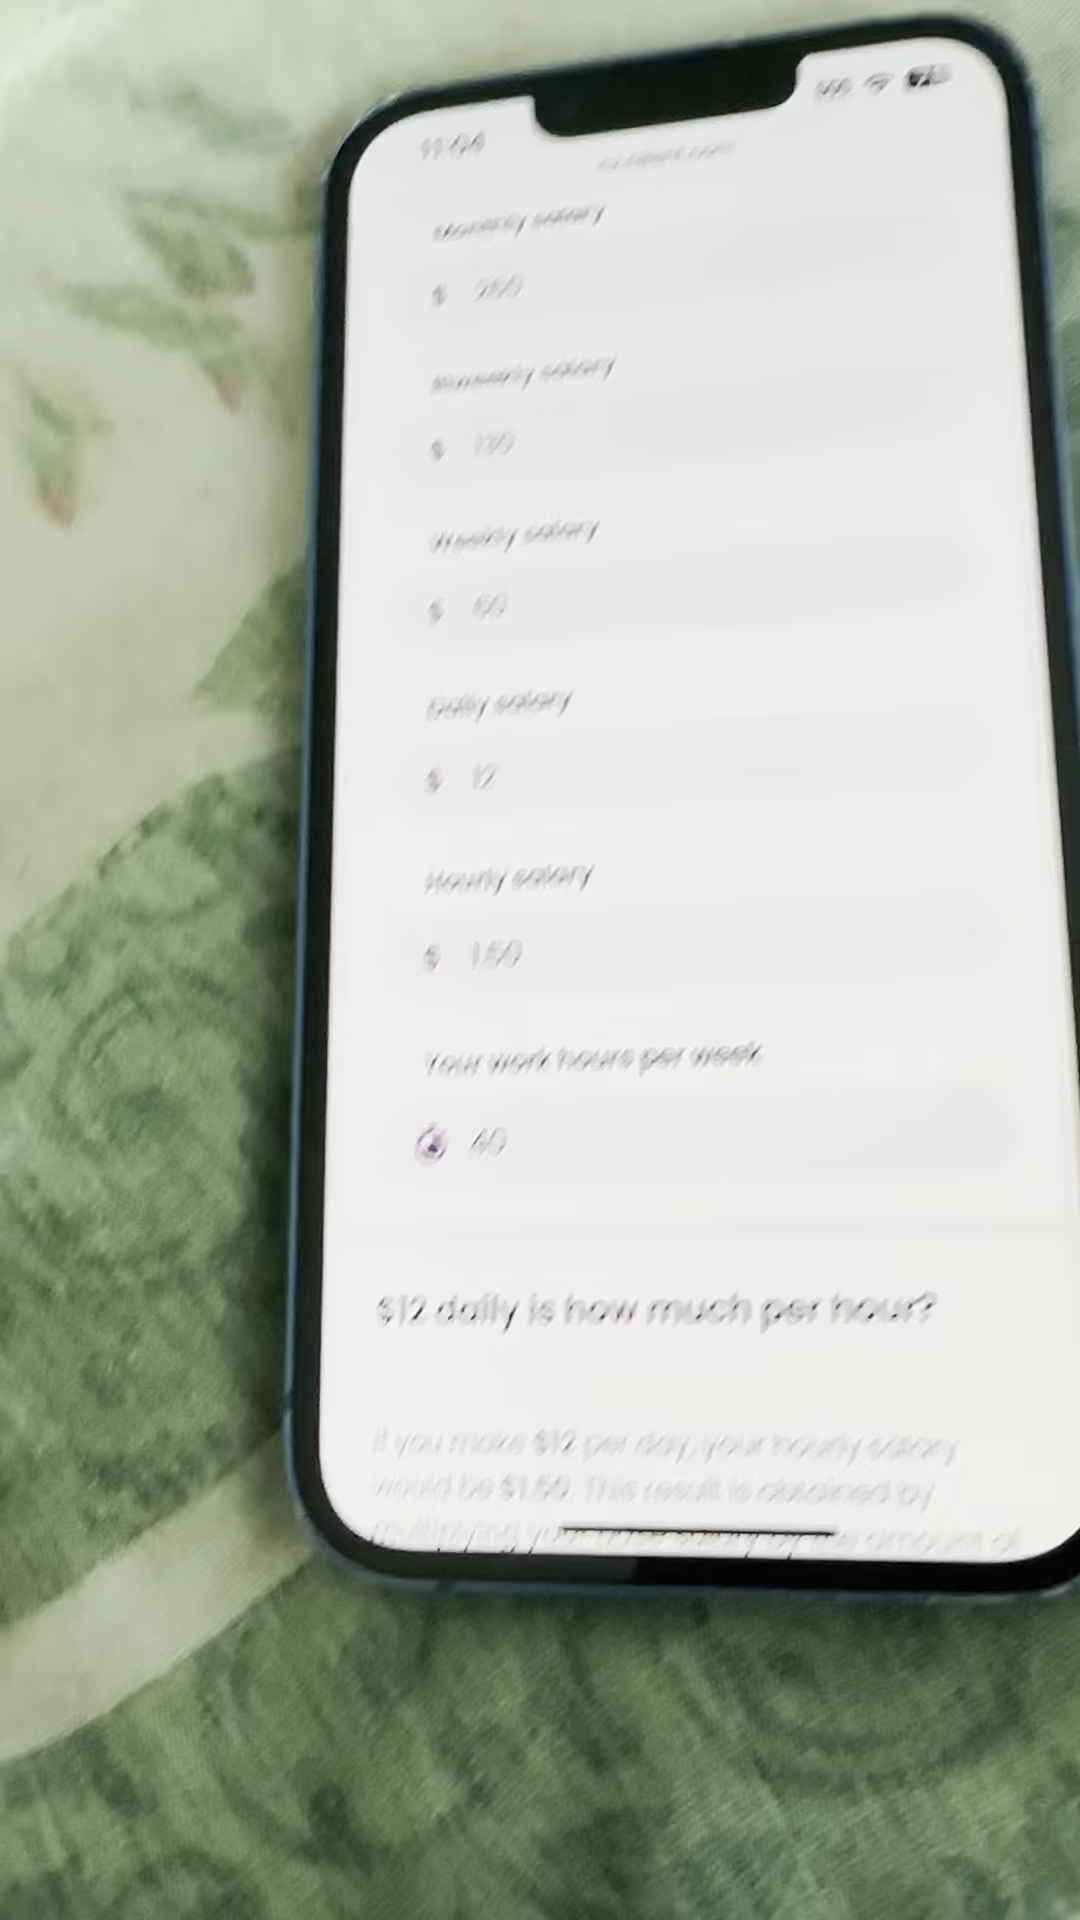 11:04
Monthly salary
$ 260
Biweekly salary
$ 120
Weekly salary
$ 60
Daily salary
$ 12
Hourly salary
$ 1.50
Your work hours per week
40
$12 daily is how much per hour?
If you make $12 per day, your hourly salary
would be $1.50. This result is obtained by
multiplying your base salary by the amount of